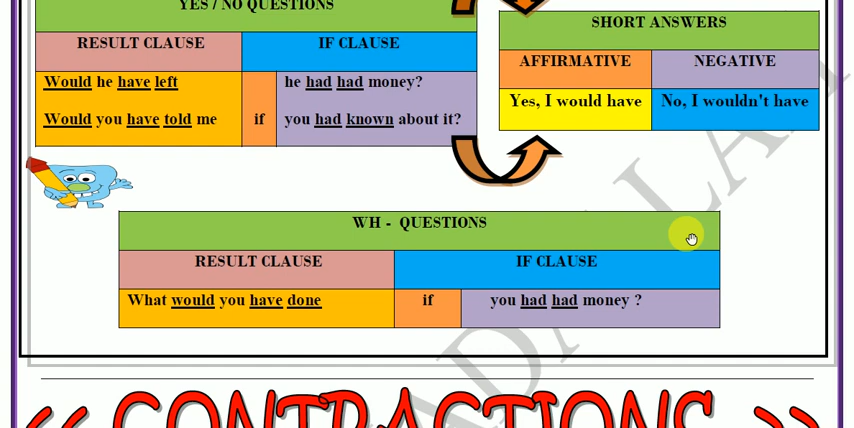 YES / NO QUESTIONS
RESULT CLAUSE IF CLAUSE
Would he have left he had had money?
Would you have told me if you had known about it?
SHORT ANSWERS
AFFIRMATIVE NEGATIVE
Yes, I would have No, I wouldn't have
WH - QUESTIONS
RESULT CLAUSE IF CLAUSE
What would you have done if you had had money ?
<< CONTRACTIONS >>